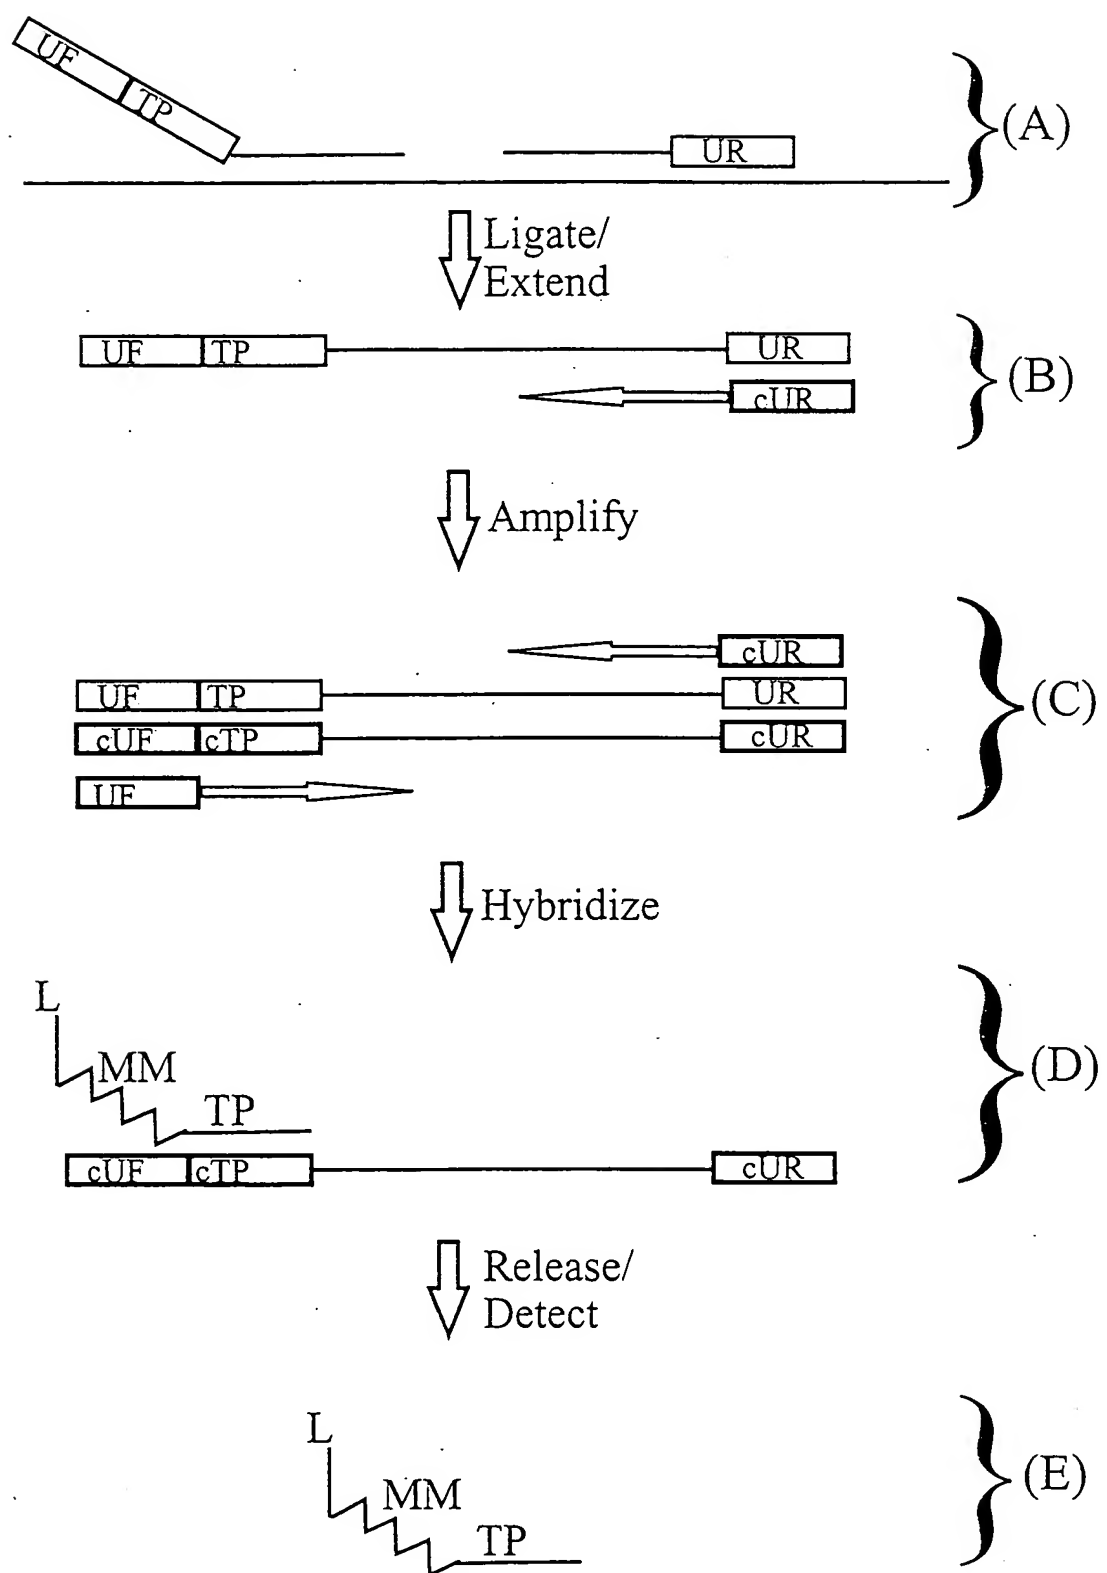 UF
TP
UR
(A)
Ligate/
Extend
UF TP UR
cUR
(B)
Amplify
cUR
UF TP UR
cUF cTP cUR
UF
(C)
Hybridize
L
MM
TP
cUF cTP cUR
(D)
Release/
Detect
L
MM
TP
(E)